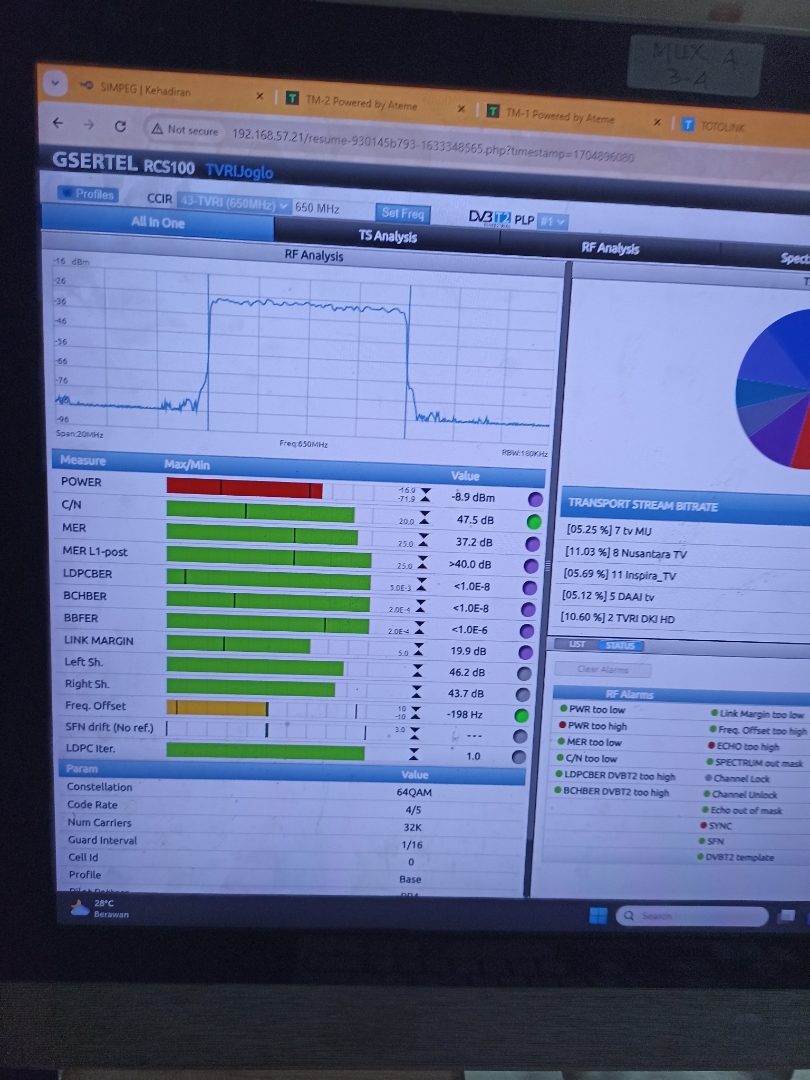 MUX 4
3-4
SIMPEG | Kehadiran
TM-2 Powered by Ateme
TM-1 Powered by Ateme
TOTOLINK
Not secure 192.168.57.21/resume-930145b793-1633348565.php?timestamp=1704896080
GSERTEL RCS100 TVRIJoglo
Profiles CCIR 43-TVRI (650MHz) 650 MHz Set Freq DVB T2 PLP #1
All In One TS Analysis RF Analysis Spect
RF Analysis
-16 dBm
-26
-36
-46
-56
-66
-76
-96
Span:20MHz Freq:650MHz RBW:180KHz
Measure Max/Min Value
POWER -16.9 -71.9 -8.9 dBm
C/N 20.0 47.5 dB
MER 25.0 37.2 dB
MER L1-post 25.0 >40.0 dB
LDPCBER 5.0E-3 <1.0E-8
BCHBER 2.0E-4 <1.0E-8
BBFER 2.0E-4 <1.0E-6
LINK MARGIN 5.0 19.9 dB
Left Sh. 46.2 dB
Right Sh. 43.7 dB
Freq. Offset 10 -10 -198 Hz
SFN drift (No ref.) 3.0 ---
LDPC Iter. 1.0
Param Value
Constellation 64QAM
Code Rate 4/5
Num Carriers 32K
Guard Interval 1/16
Cell Id 0
Profile Base
T
TRANSPORT STREAM BITRATE
[05.25 %] 7 tv MU
[11.03 %] 8 Nusantara TV
[05.69 %] 11 Inspira_TV
[05.12 %] 5 DAAI tv
[10.60 %] 2 TVRI DKI HD
LIST STATUS
Clear Alarms
RF Alarms
PWR too low
PWR too high
MER too low
C/N too low
LDPCBER DVBT2 too high
BCHBER DVBT2 too high
Link Margin too low
Freq. Offset too high
ECHO too high
SPECTRUM out mask
Channel Lock
Channel Unlock
Echo out of mask
SYNC
SFN
DVBT2 template
28°C
Berawan
Search